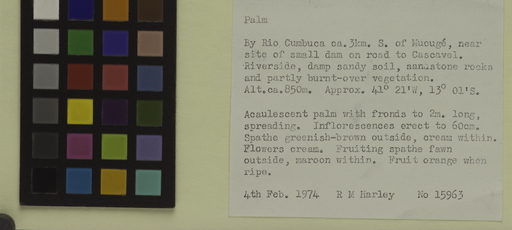 Palm
By Rio Cumbuca ca.3km. S. of Mucugé, near
site of small dam on road to Cascavel.
Riverside, damp sandy soil, sandstone rocks
and partly burnt-over vegetation.
Alt.ca.850m. Approx. 41° 21'W, 13° 01'S.
Acaulescent palm with fronds to 2m. long,
spreading. Inflorescences erect to 60cm.
Spathe greenish-brown outside, cream within.
Flowers cream. Fruiting spathe fawn
outside, maroon within. Fruit orange when
ripe.
4th Feb. 1974 R M Harley No 15963